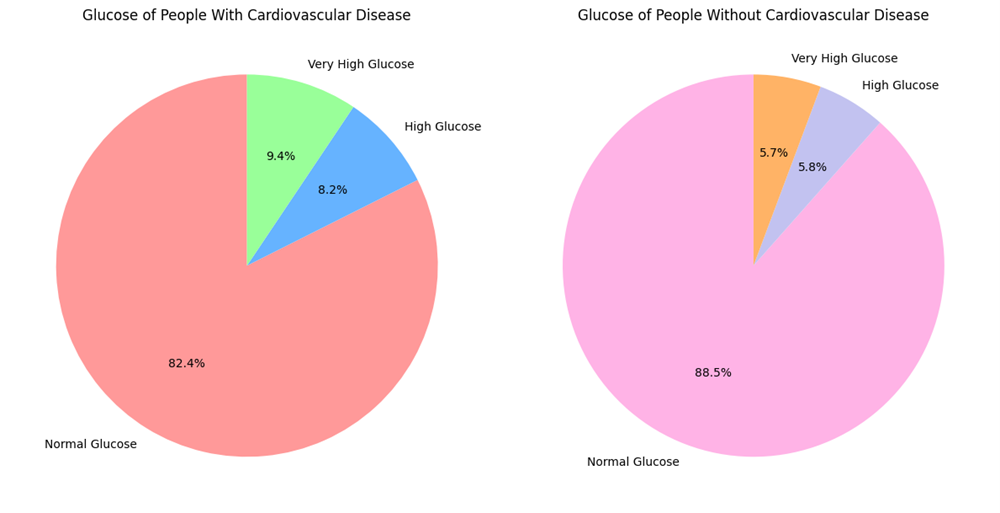 Glucose of People With Cardiovascular Disease
Very High Glucose
High Glucose
9.4%
8.2%
82.4%
Normal Glucose
Glucose of People Without Cardiovascular Disease
Very High Glucose
High Glucose
5.7%
5.8%
88.5%
Normal Glucose